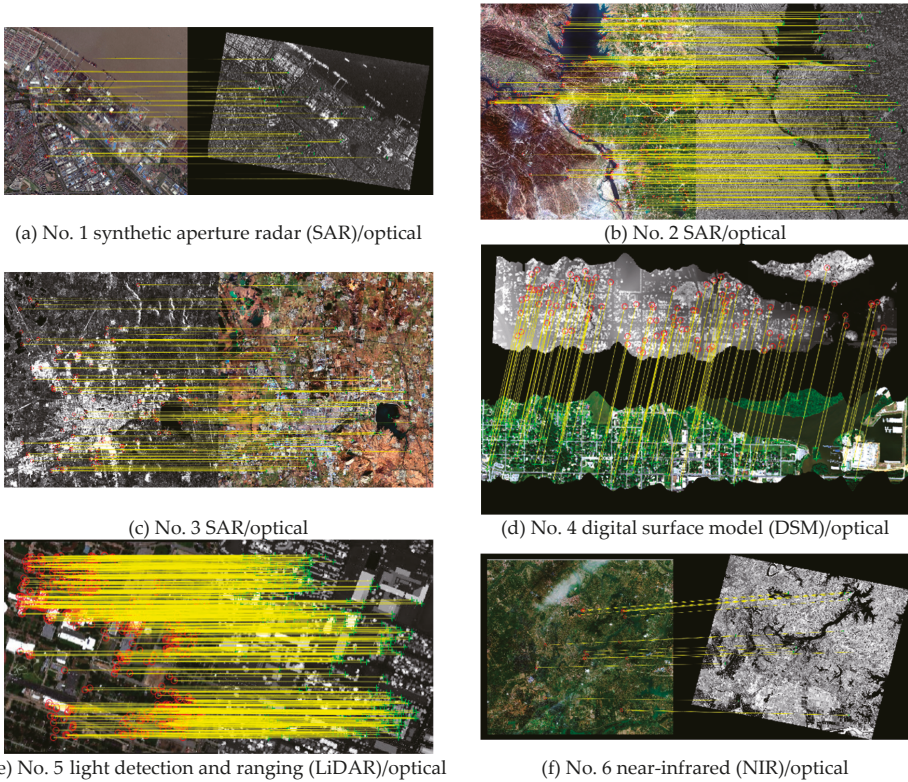 (a) No. 1 synthetic aperture radar (SAR)/optical
(b) No. 2 SAR/optical
(c) No. 3 SAR/optical
(d) No. 4 digital surface model (DSM)/optical
e) No. 5 light detection and ranging (LiDAR)/optical
(f) No. 6 near-infrared (NIR)/optical